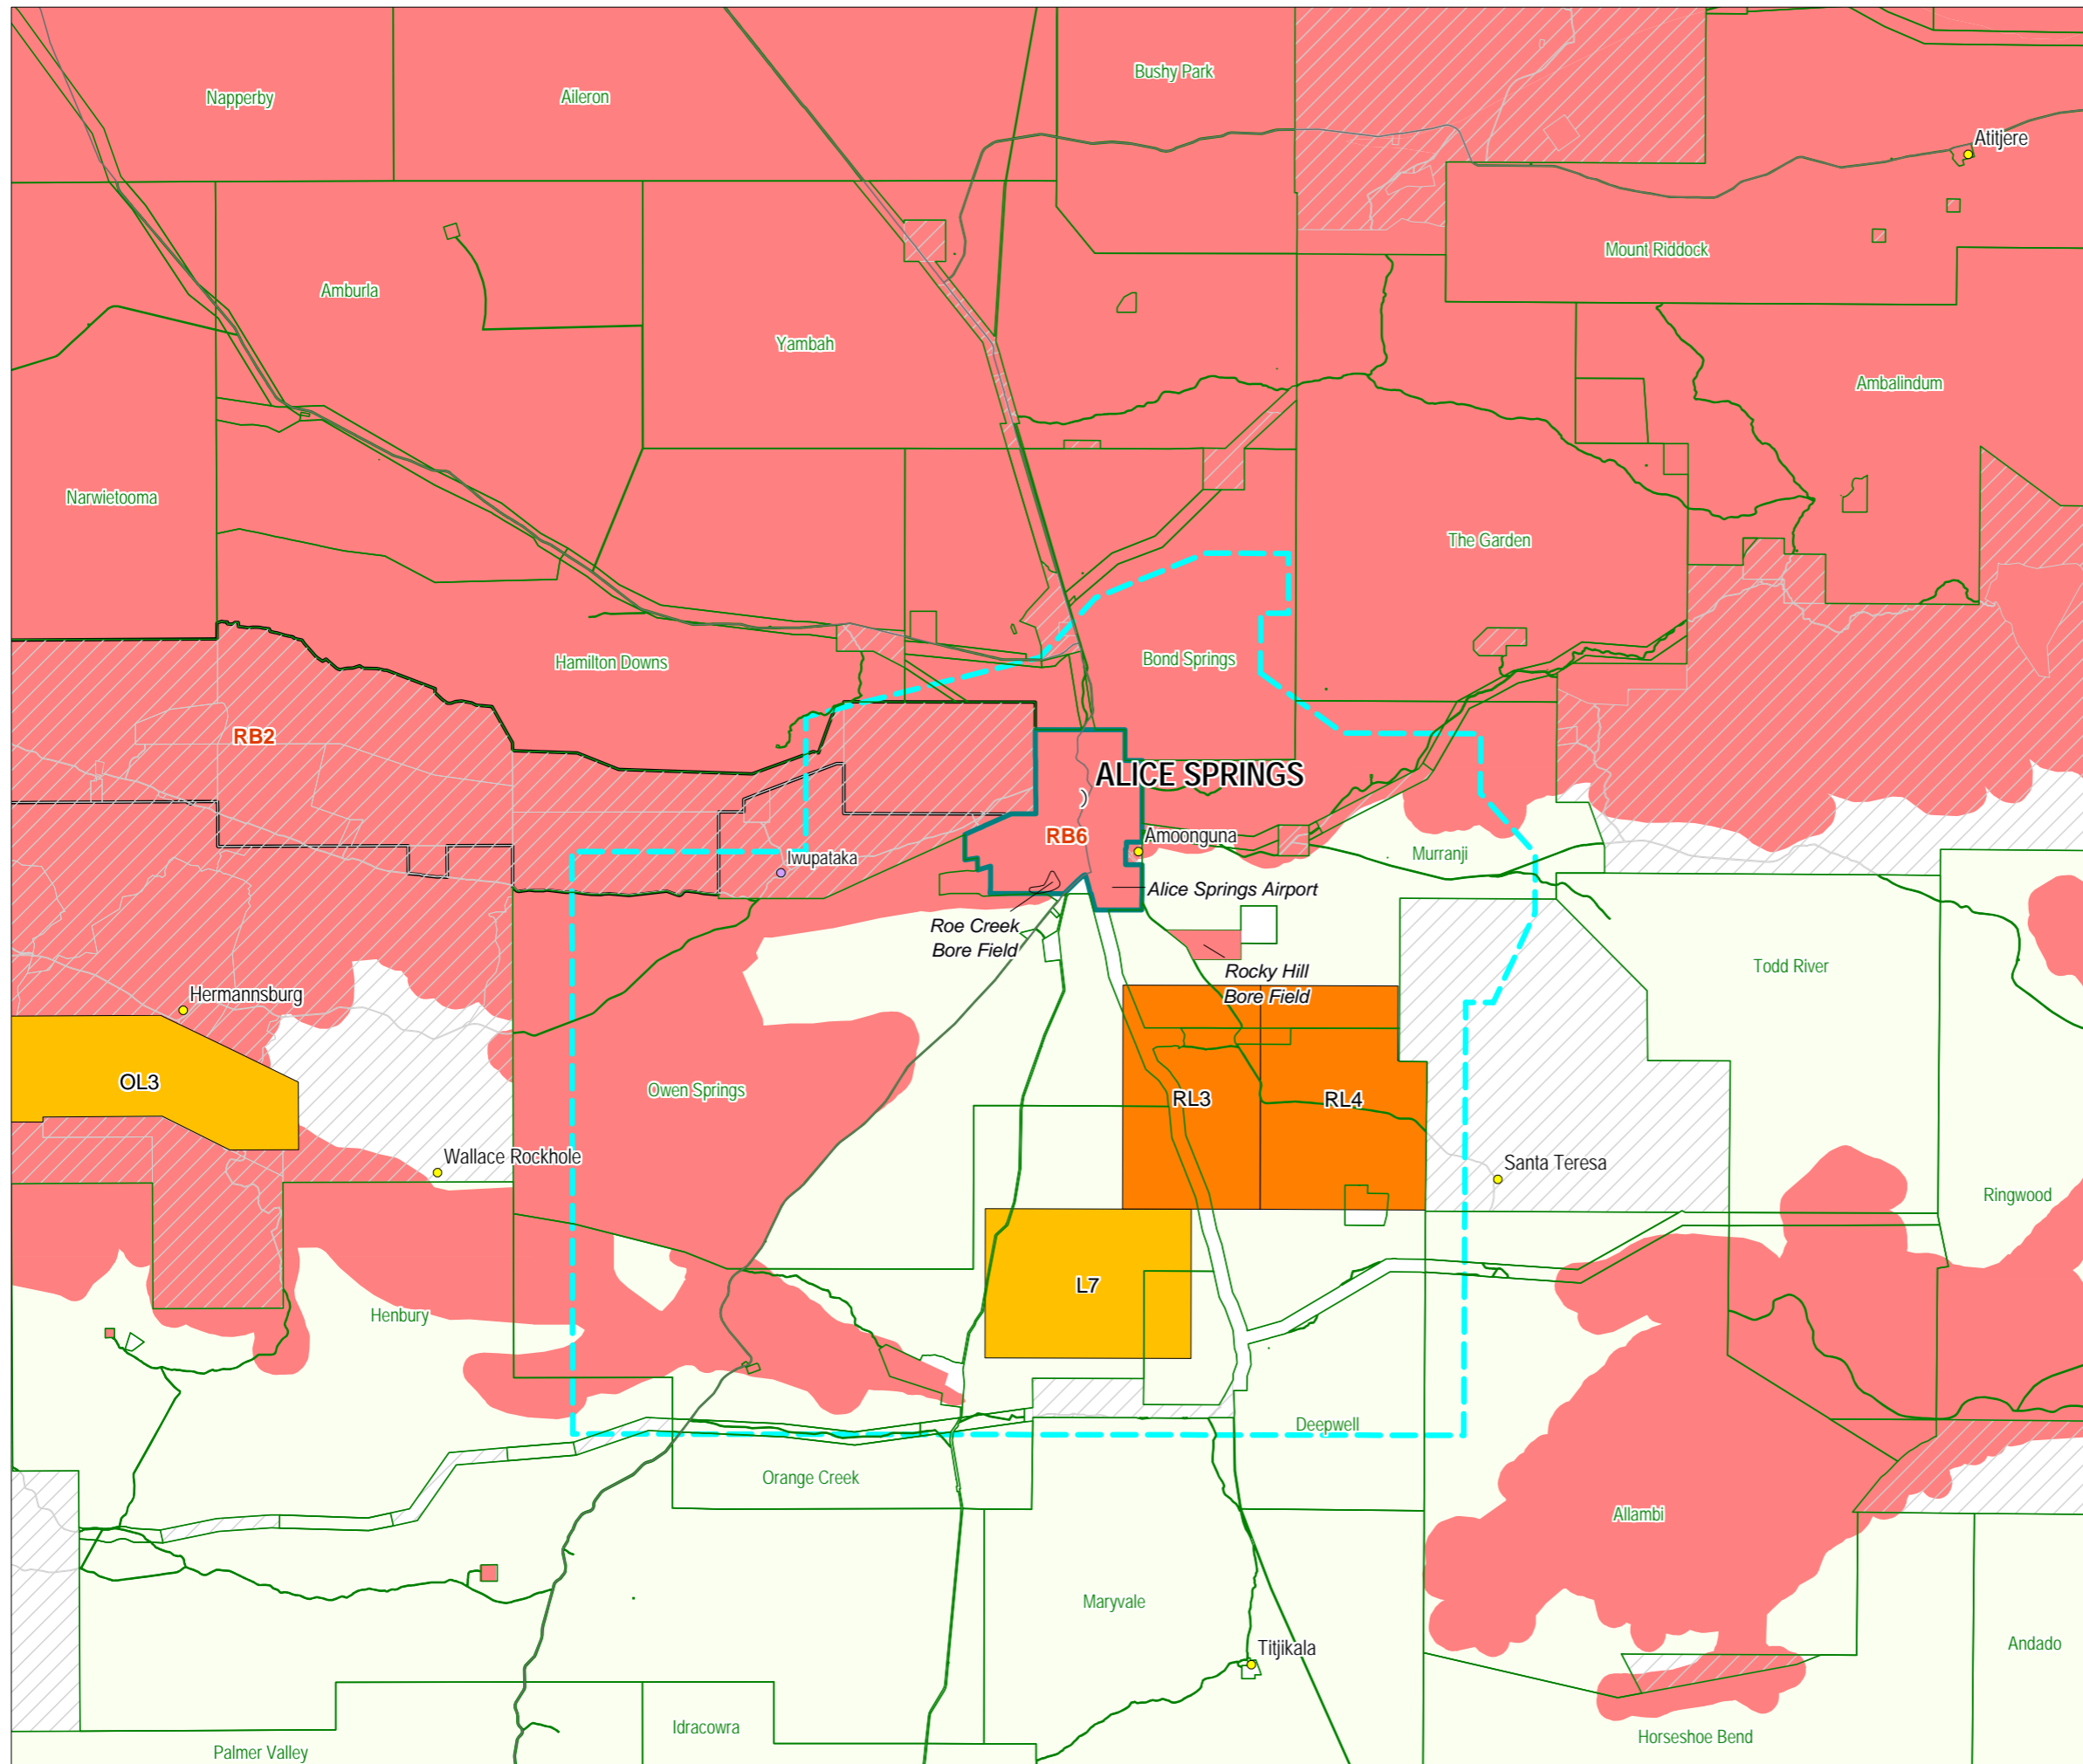 Bushy Park
Napperby
Aileron
Atitjere
Mount Riddock
Amburla
Yambah
Ambalindum
Narwietooma
The Garden
Hamilton Downs
Bond Springs
RB2
ALICE SPRINGS
RB6
Amoonguna
Murranji
Iwupataka
Alice Springs Airport
Roe Creek
Bore Field
Todd River
Rocky Hill
Bore Field
Hermannsburg
OL3
Owen Springs
RL3
RL4
Wallace Rockhole
Santa Teresa
Ringwood
L7
Henbury
Deepwell
Orange Creek
Allambi
Maryvale
Titjikala
Andado
Idracowra
Horseshoe Bend
Palmer Valley